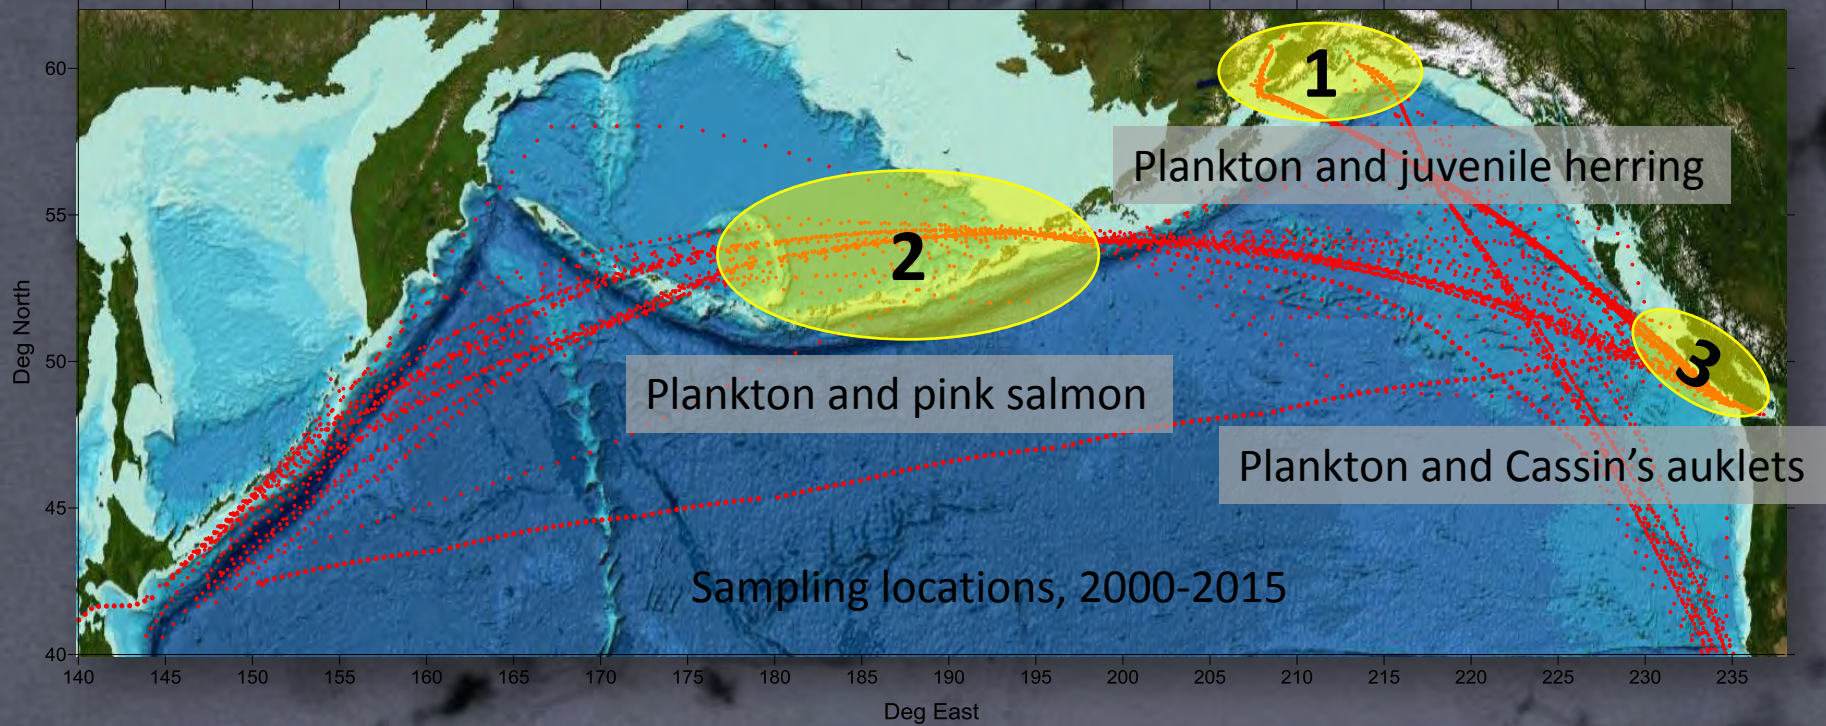 60
55
50
45
40
Deg North
1
Plankton and juvenile herring
2
3
Plankton and pink salmon
Plankton and Cassin’s auklets
Sampling locations, 2000-2015
140 145 150 155 160 165 170 175 180 185 190 195 200 205 210 215 220 225 230 235
Deg East